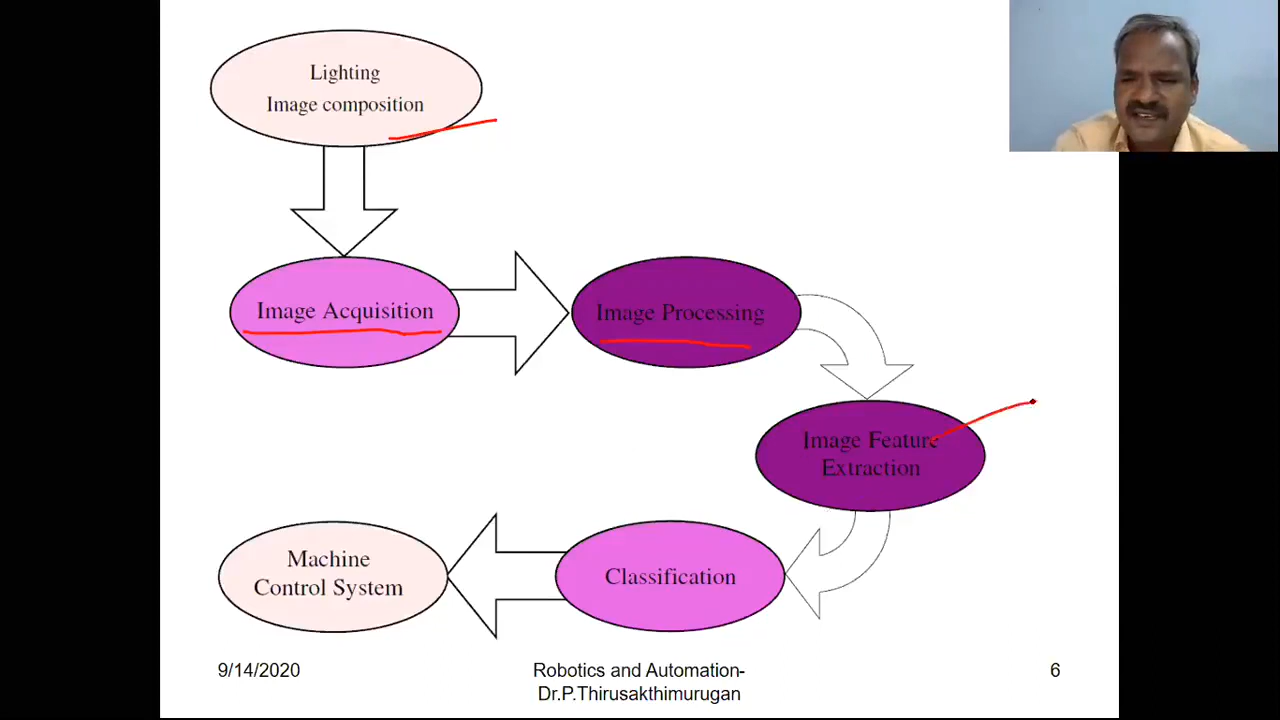 Lighting
Image composition
Image Acquisition
Image Processing
Image Feature
Extraction
Classification
Machine
Control System
9/14/2020
Robotics and Automation-
Dr.P.Thirusakthimurugan
6